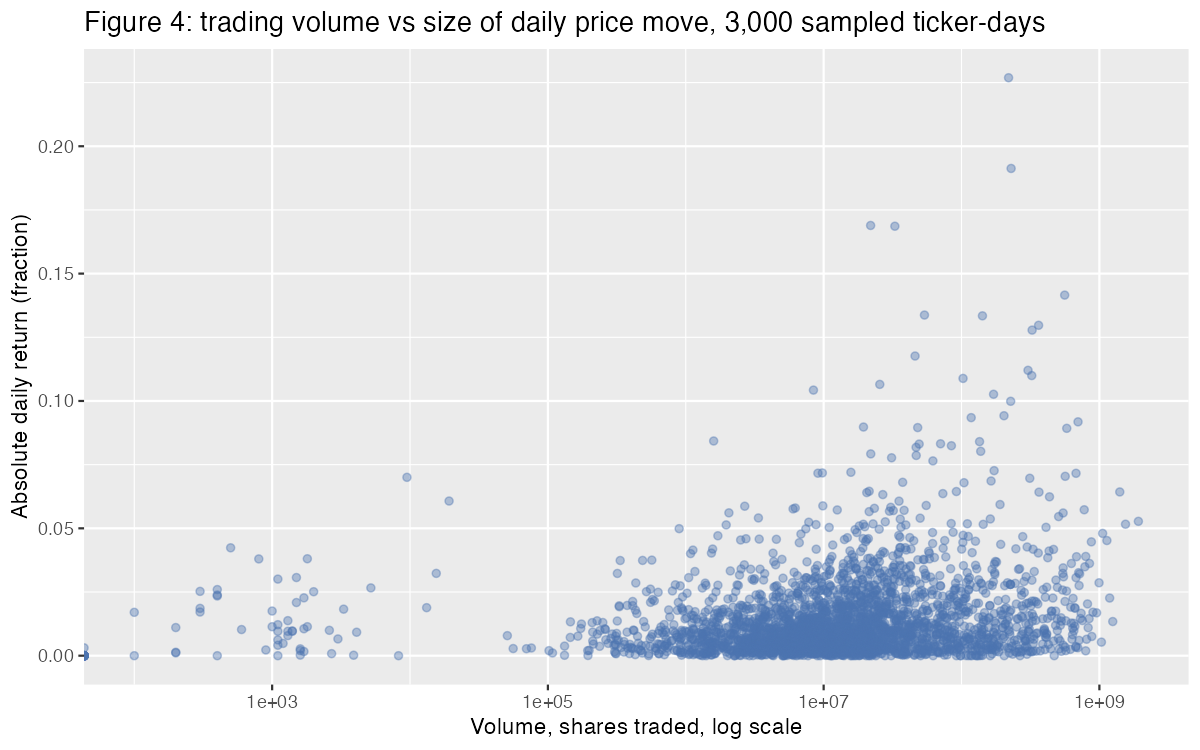 Figure 4: trading volume vs size of daily price move, 3,000 sampled ticker-days
Absolute daily return (fraction)
0.20
0.15
0.10
0.05
0.00
1e+03 1e+05 1e+07 1e+09
Volume, shares traded, log scale